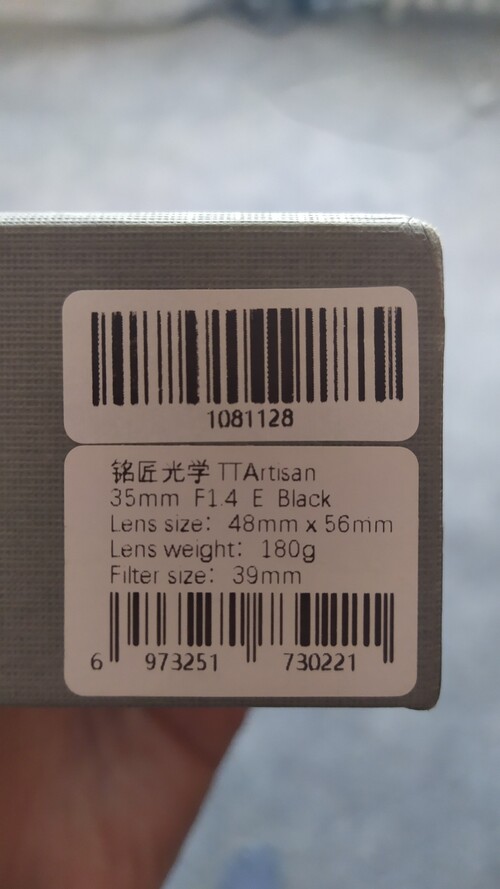 1081128
铭匠光学 TTArtisan
35mm F1.4 E Black
Lens size: 48mm x 56mm
Lens weight: 180g
Filter size: 39mm
6 973251 730221